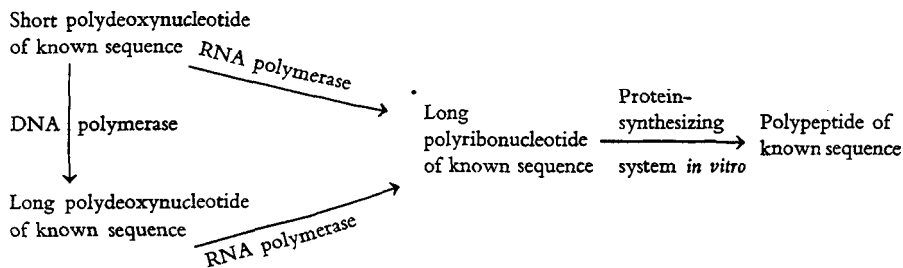 Short polydeoxynucleotide
of known sequence
RNA polymerase
DNA polymerase
Long
polyribonucleotide
of known sequence
Protein-
synthesizing
system in vitro
Polypeptide of
known sequence
Long polydeoxynucleotide
of known sequence
RNA polymerase